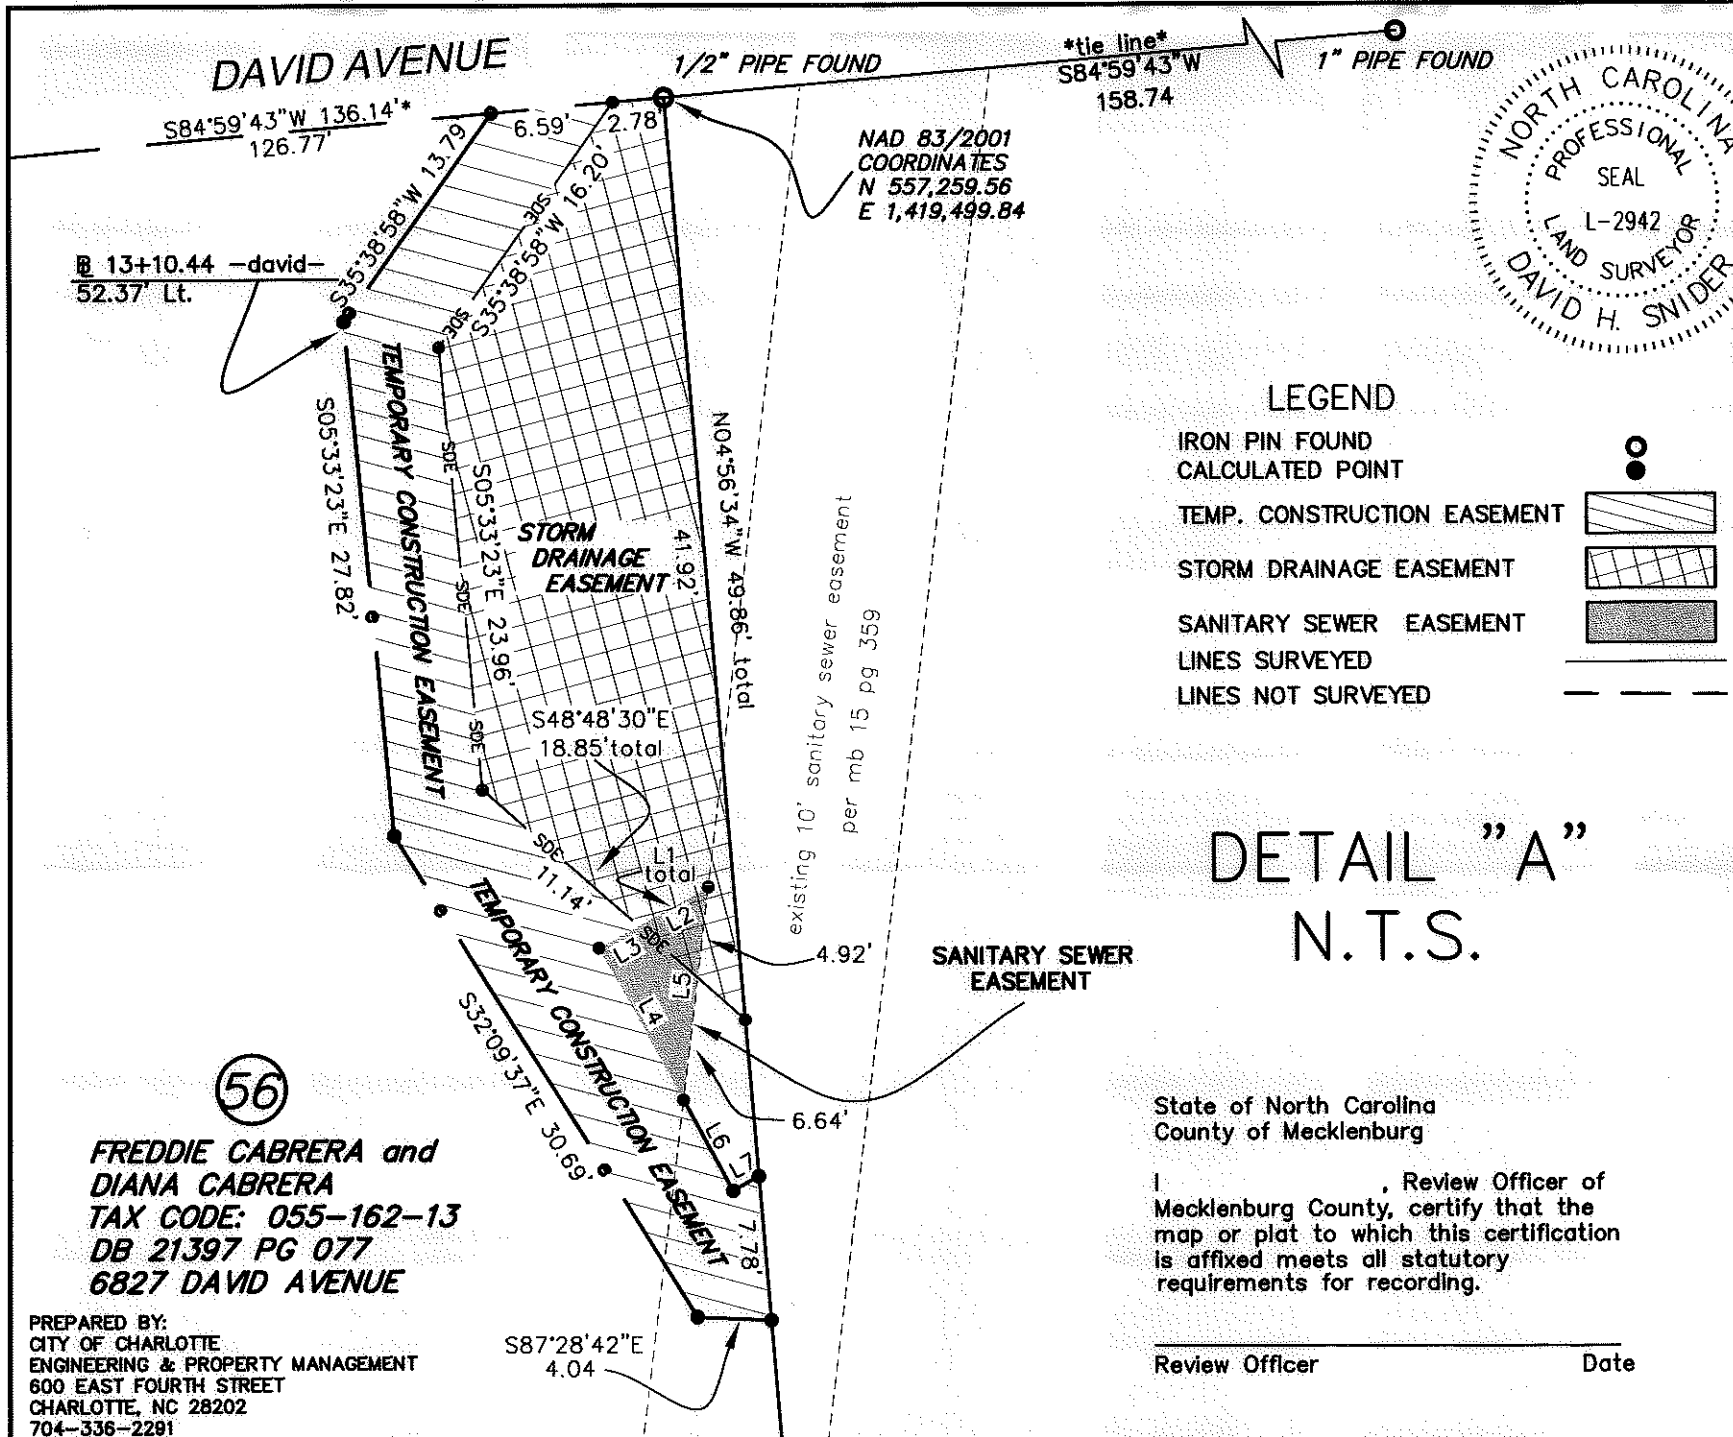 DAVID AVENUE
S84°59'43"W 136.14'*
126.77'
1/2" PIPE FOUND
*tie line*
S84°59'43"W
158.74
1" PIPE FOUND
NORTH CAROLINA
PROFESSIONAL
SEAL
L-2942
LAND SURVEYOR
DAVID H. SNIDER
6.59'
2.78'
NAD 83/2001
COORDINATES
N 557,259.56
E 1,419,499.84
S35°38'58"W 13.79
SDE
S35°38'58"W 16.20'
SDE
13+10.44 -david-
52.37' Lt.
LEGEND
IRON PIN FOUND
CALCULATED POINT
TEMP. CONSTRUCTION EASEMENT
STORM DRAINAGE EASEMENT
SANITARY SEWER EASEMENT
LINES SURVEYED
LINES NOT SURVEYED
TEMPORARY CONSTRUCTION EASEMENT
S05°33'23"E 27.82'
SDE
S05°33'23"E 23.96'
SDE
SDE
STORM
DRAINAGE
EASEMENT
N04°56'34"W 49.86' total
41.92'
existing 10' sanitary sewer easement
per mb 15 pg 359
S48°48'30"E
18.85'total
SDE
11.14'
L1
total
L2
SDE
L3
L4
L5
4.92'
SANITARY SEWER
EASEMENT
DETAIL "A"
N.T.S.
TEMPORARY CONSTRUCTION EASEMENT
S32°09'37"E 30.69'
6.64'
L6
L7
7.78'
S87°28'42"E
4.04
56
FREDDIE CABRERA and
DIANA CABRERA
TAX CODE: 055-162-13
DB 21397 PG 077
6827 DAVID AVENUE
PREPARED BY:
CITY OF CHARLOTTE
ENGINEERING & PROPERTY MANAGEMENT
600 EAST FOURTH STREET
CHARLOTTE, NC 28202
704-336-2291
State of North Carolina
County of Mecklenburg
I , Review Officer of
Mecklenburg County, certify that the
map or plat to which this certification
is affixed meets all statutory
requirements for recording.
Review Officer Date